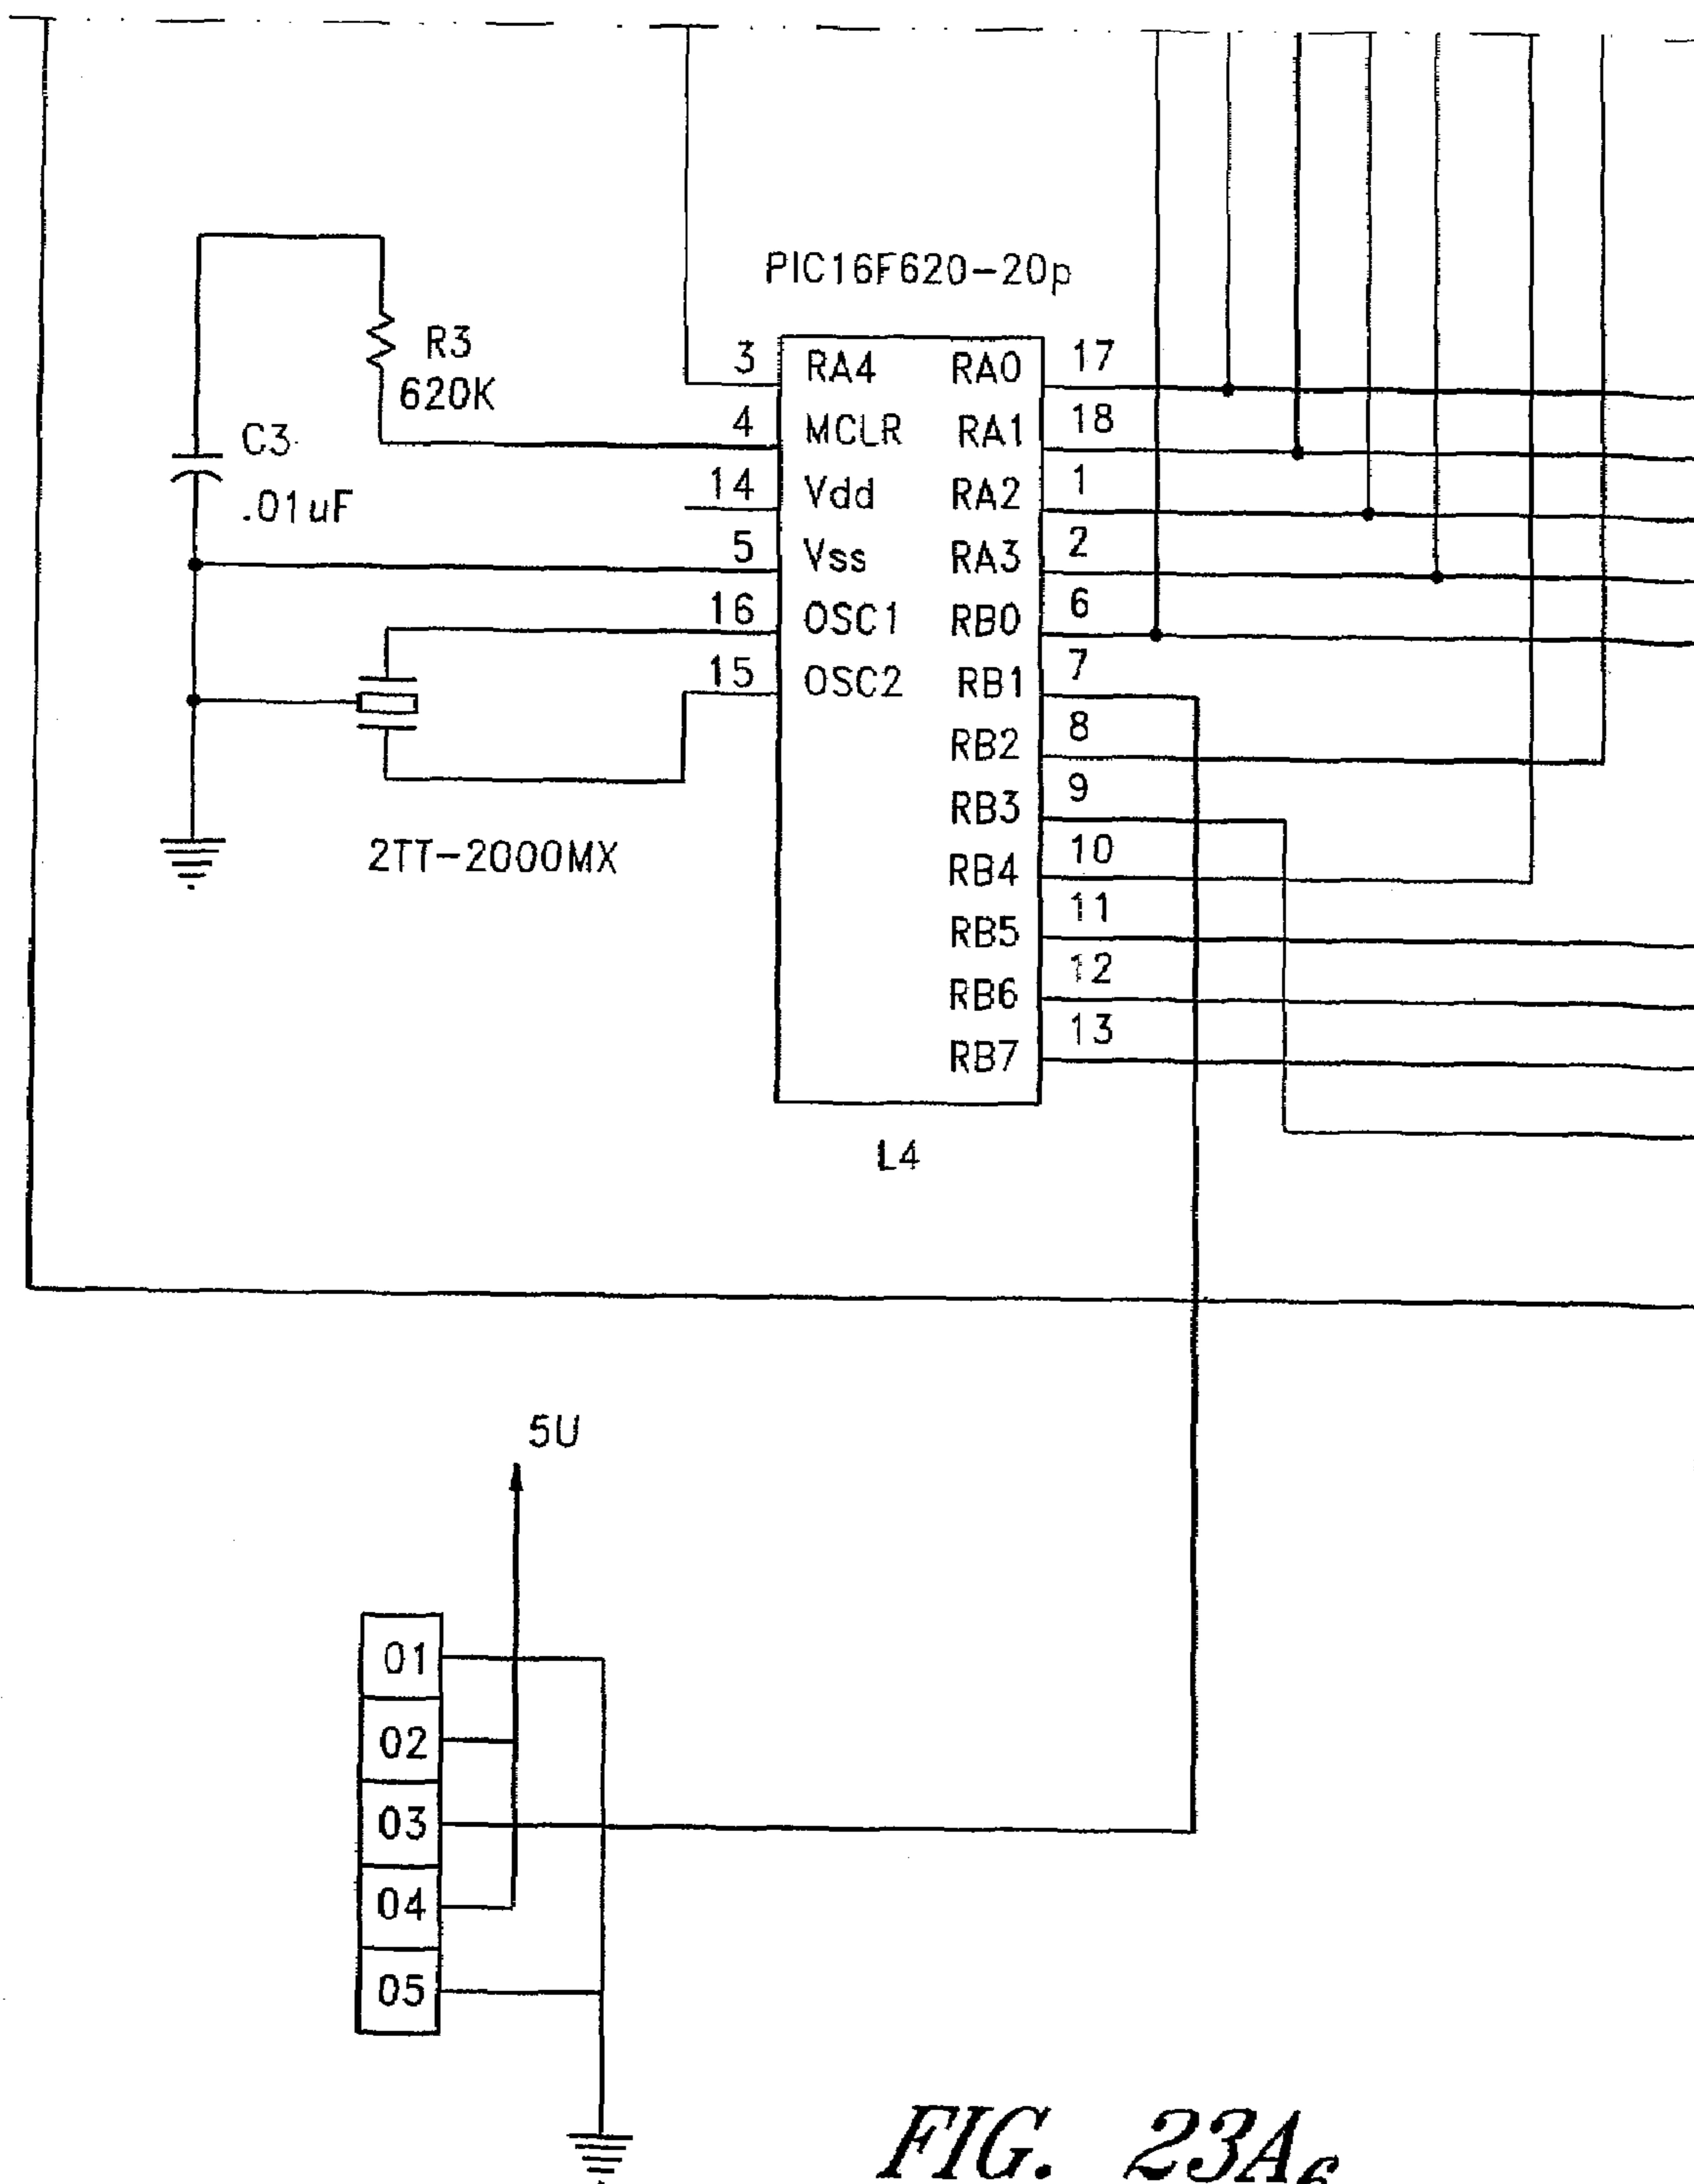 PIC16F620-20p
R3
620K
C3
.01uF
3 RA4 RA0 17
4 MCLR RA1 18
14 Vdd RA2 1
5 Vss RA3 2
16 OSC1 RB0 6
15 OSC2 RB1 7
RB2 8
RB3 9
RB4 10
RB5 11
RB6 12
RB7 13
2TT-2000MX
L4
5U
01
02
03
04
05
FIG. 23A6